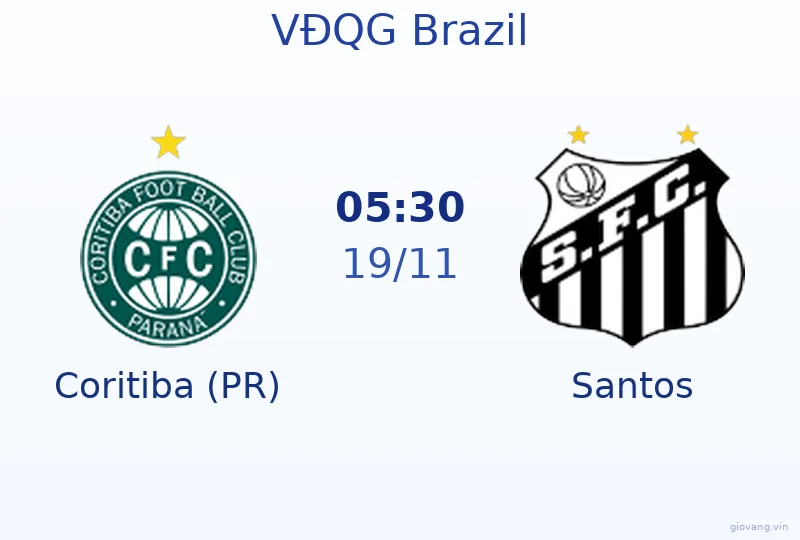 VĐQG Brazil
CORITIBA FOOT BALL CLUB
CFC
PARANÁ
S.F.C.
05:30
19/11
Coritiba (PR)
Santos
giovang.vin